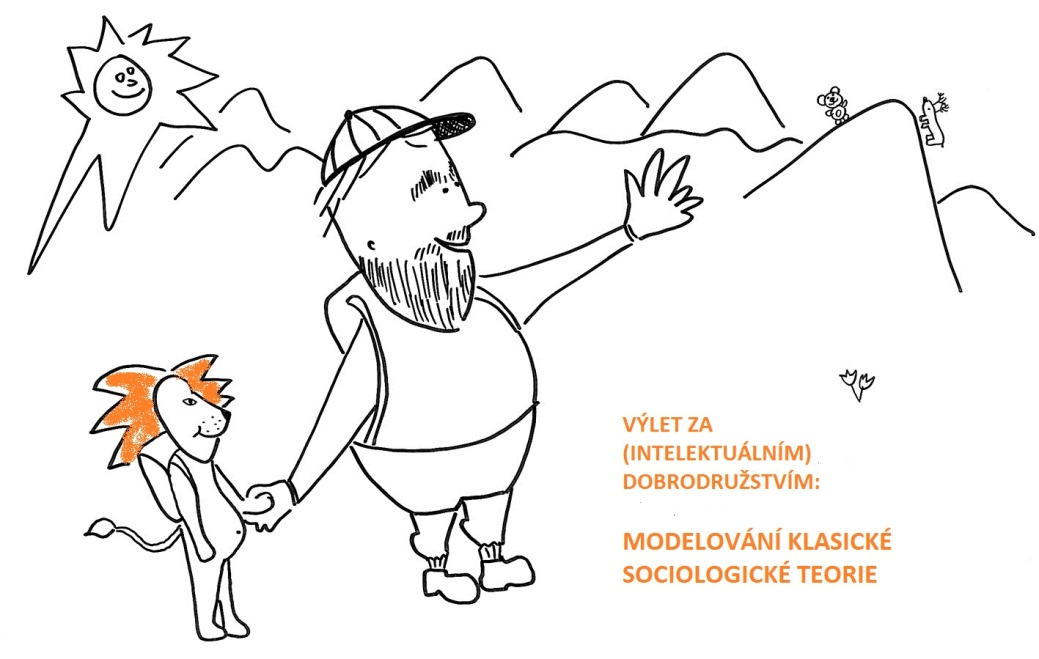 VÝLET ZA
(INTELEKTUÁLNÍM)
DOBRODRUŽSTVÍM:
MODELOVÁNÍ KLASICKÉ
SOCIOLOGICKÉ TEORIE